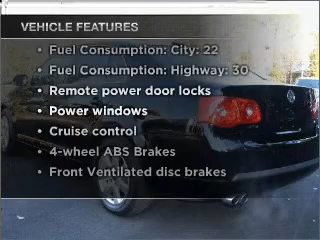 VEHICLE FEATURES
• Fuel Consumption: City: 22
• Fuel Consumption: Highway: 30
• Remote power door locks
• Power windows
• Cruise control
• 4-wheel ABS Brakes
• Front Ventilated disc brakes